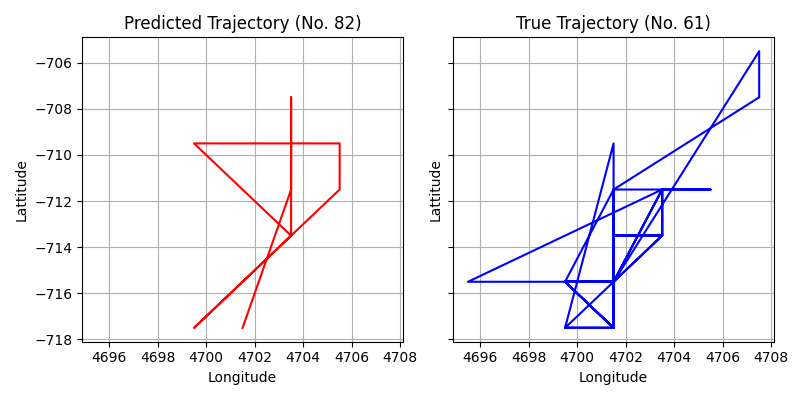 Predicted Trajectory (No. 82)
True Trajectory (No. 61)
Lattitude
−706
−708
−710
−712
−714
−716
−718
4696 4698 4700 4702 4704 4706 4708
Longitude
Lattitude
4696 4698 4700 4702 4704 4706 4708
Longitude